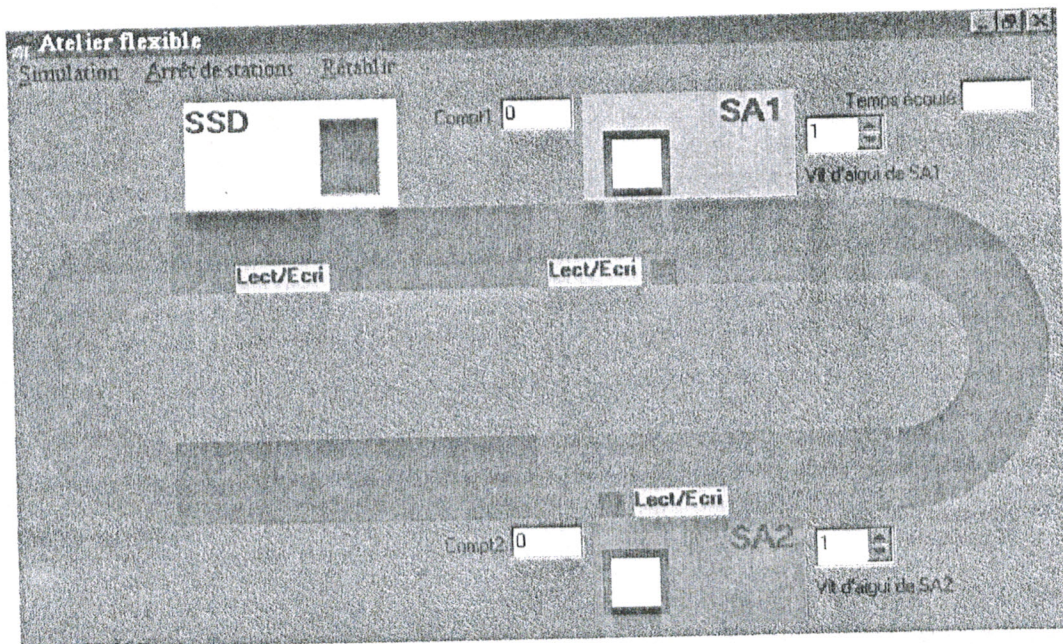 Atelier flexible
Simulation Arrêt de stations Rétablir
SSD
Compt1 0
SA1
Temps écoulé
1
Vit d'aigui de SA1
Lect/Ecri
Lect/Ecri
Lect/Ecri
Compt2 0
SA2
1
Vit d'aigui de SA2